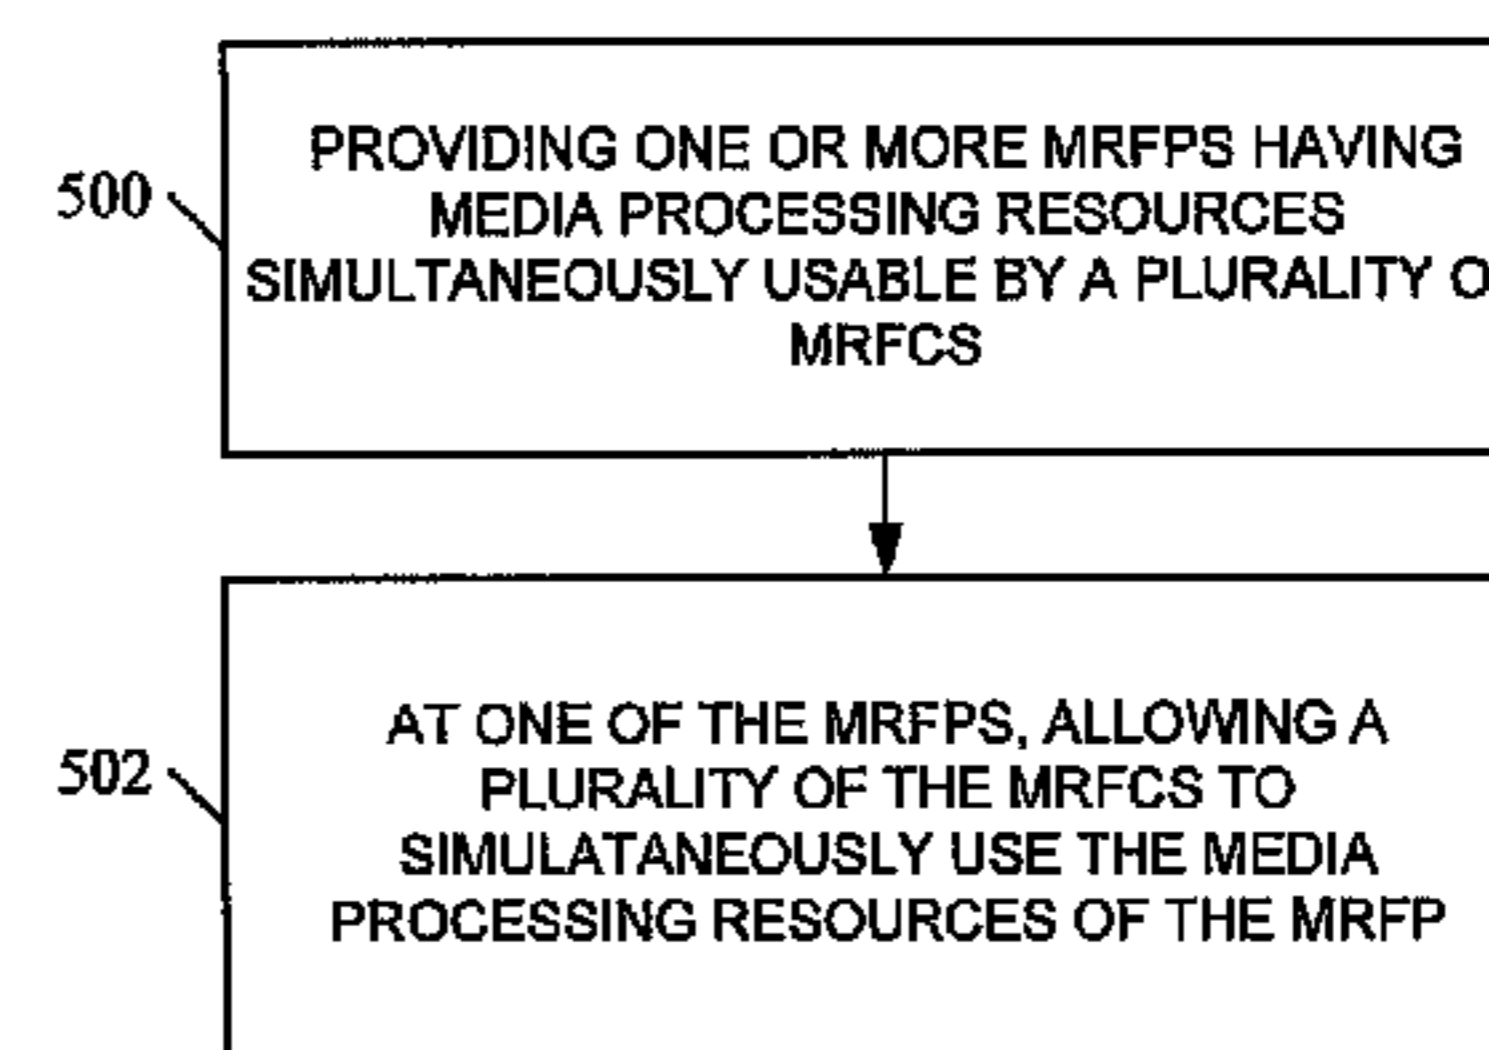 PROVIDING ONE OR MORE MRFPS HAVING
500
MEDIA PROCESSING RESOURCES
SIMULTANEOUSLY USABLE BY A PLURALITY O
MRFCS
AT ONE OF THE MRFPS, ALLOWING A
502
PLURALITY OF THE MRFCS TO
SIMULATANEOUSLY USE THE MEDIA
PROCESSING RESOURCES OF THE MRFP